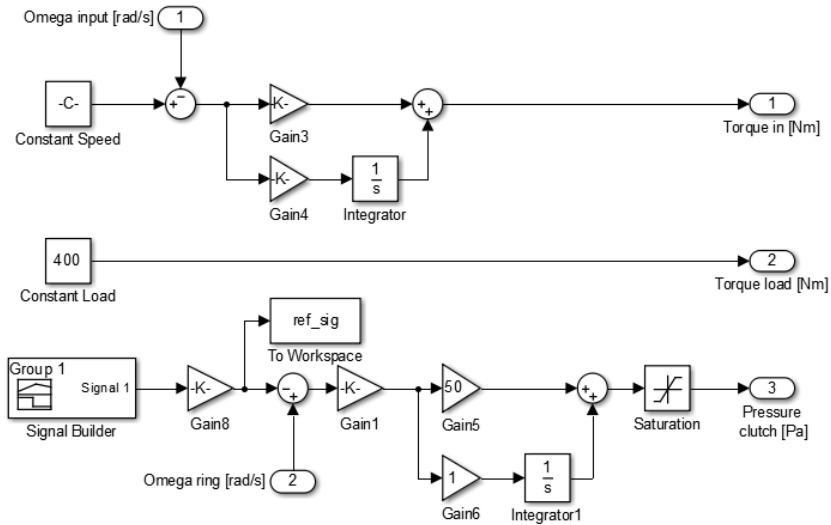 Omega input [rad/s]
1
-C-
Constant Speed
+
−
-K-
Gain3
-K-
Gain4
1
s
Integrator
+
+
1
Torque in [Nm]
400
Constant Load
2
Torque load [Nm]
ref_sig
To Workspace
Group 1
Signal 1
Signal Builder
-K-
Gain8
−
+
Omega ring [rad/s]
2
-K-
Gain1
50
Gain5
1
Gain6
1
s
Integrator1
+
+
Saturation
3
Pressure
clutch [Pa]